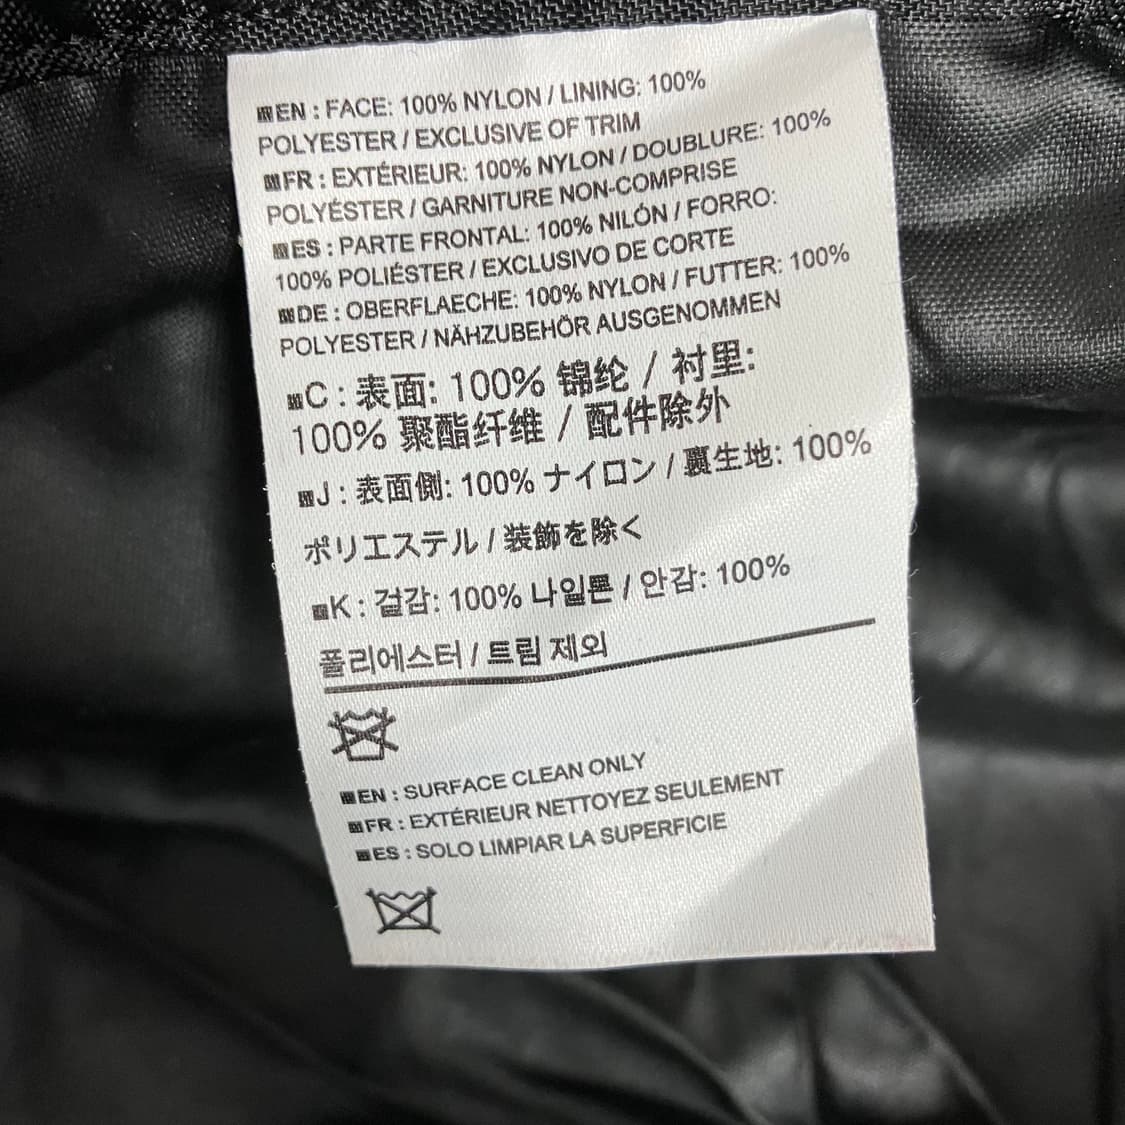 EN : FACE: 100% NYLON / LINING: 100%
POLYESTER / EXCLUSIVE OF TRIM
FR : EXTÉRIEUR: 100% NYLON / DOUBLURE: 100%
POLYÉSTER / GARNITURE NON-COMPRISE
ES : PARTE FRONTAL: 100% NILÓN / FORRO:
100% POLIÉSTER / EXCLUSIVO DE CORTE
DE : OBERFLAECHE: 100% NYLON / FUTTER: 100%
POLYESTER / NÄHZUBEHÖR AUSGENOMMEN
C : 表面: 100% 锦纶 / 衬里:
100% 聚酯纤维 / 配件除外
J : 表面側: 100% ナイロン / 裏生地: 100%
ポリエステル / 装飾を除く
K : 겉감: 100% 나일론 / 안감: 100%
폴리에스터 / 트림 제외
EN : SURFACE CLEAN ONLY
FR : EXTÉRIEUR NETTOYEZ SEULEMENT
ES : SOLO LIMPIAR LA SUPERFICIE